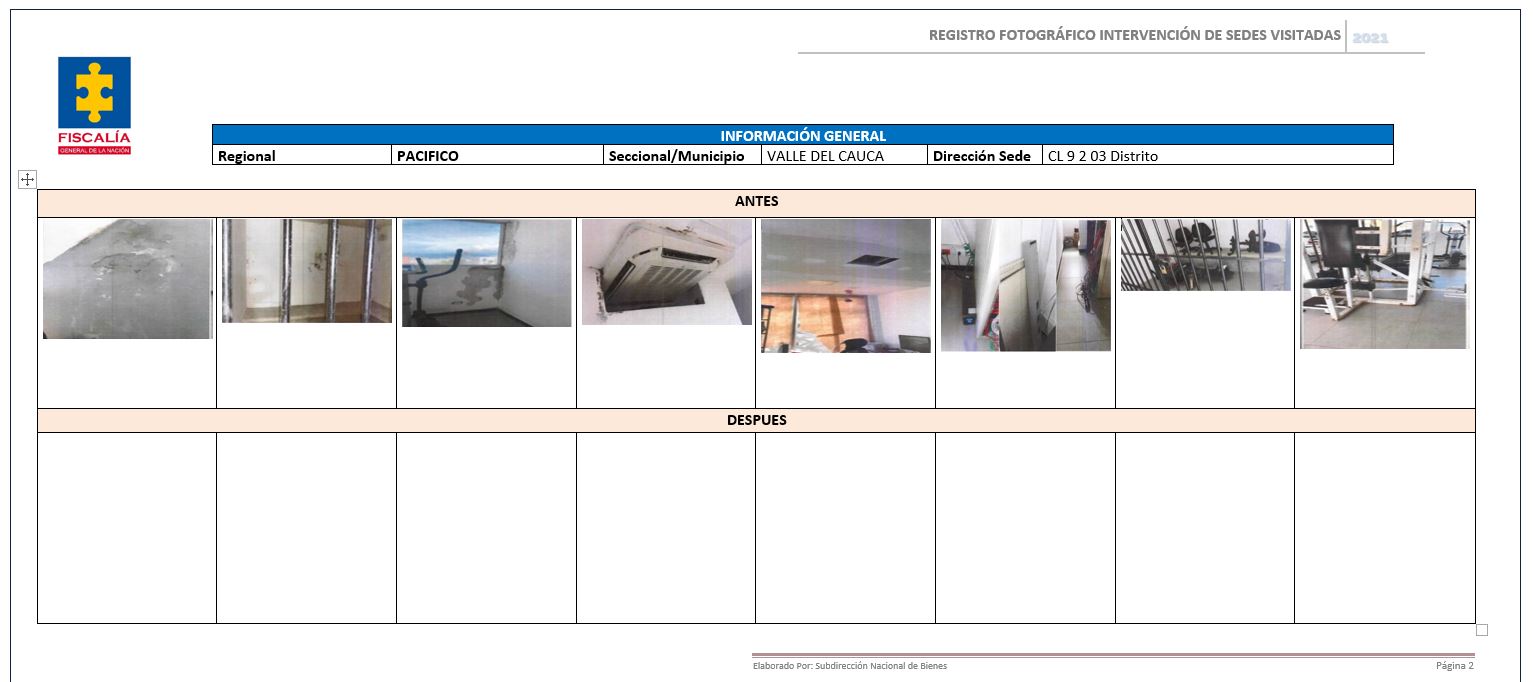 REGISTRO FOTOGRÁFICO INTERVENCIÓN DE SEDES VISITADAS 2021
FISCALÍA
GENERAL DE LA NACIÓN
INFORMACIÓN GENERAL
Regional PACIFICO Seccional/Municipio VALLE DEL CAUCA Dirección Sede CL 9 2 03 Distrito
ANTES
DESPUES
Elaborado Por: Subdirección Nacional de Bienes Página 2